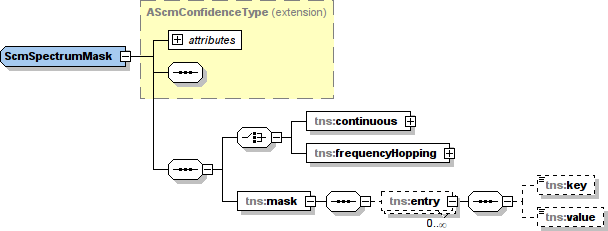 AScmConfidenceType (extension)
attributes
ScmSpectrumMask
tns:continuous
tns:frequencyHopping
tns:mask
tns:entry
0..∞
tns:key
tns:value